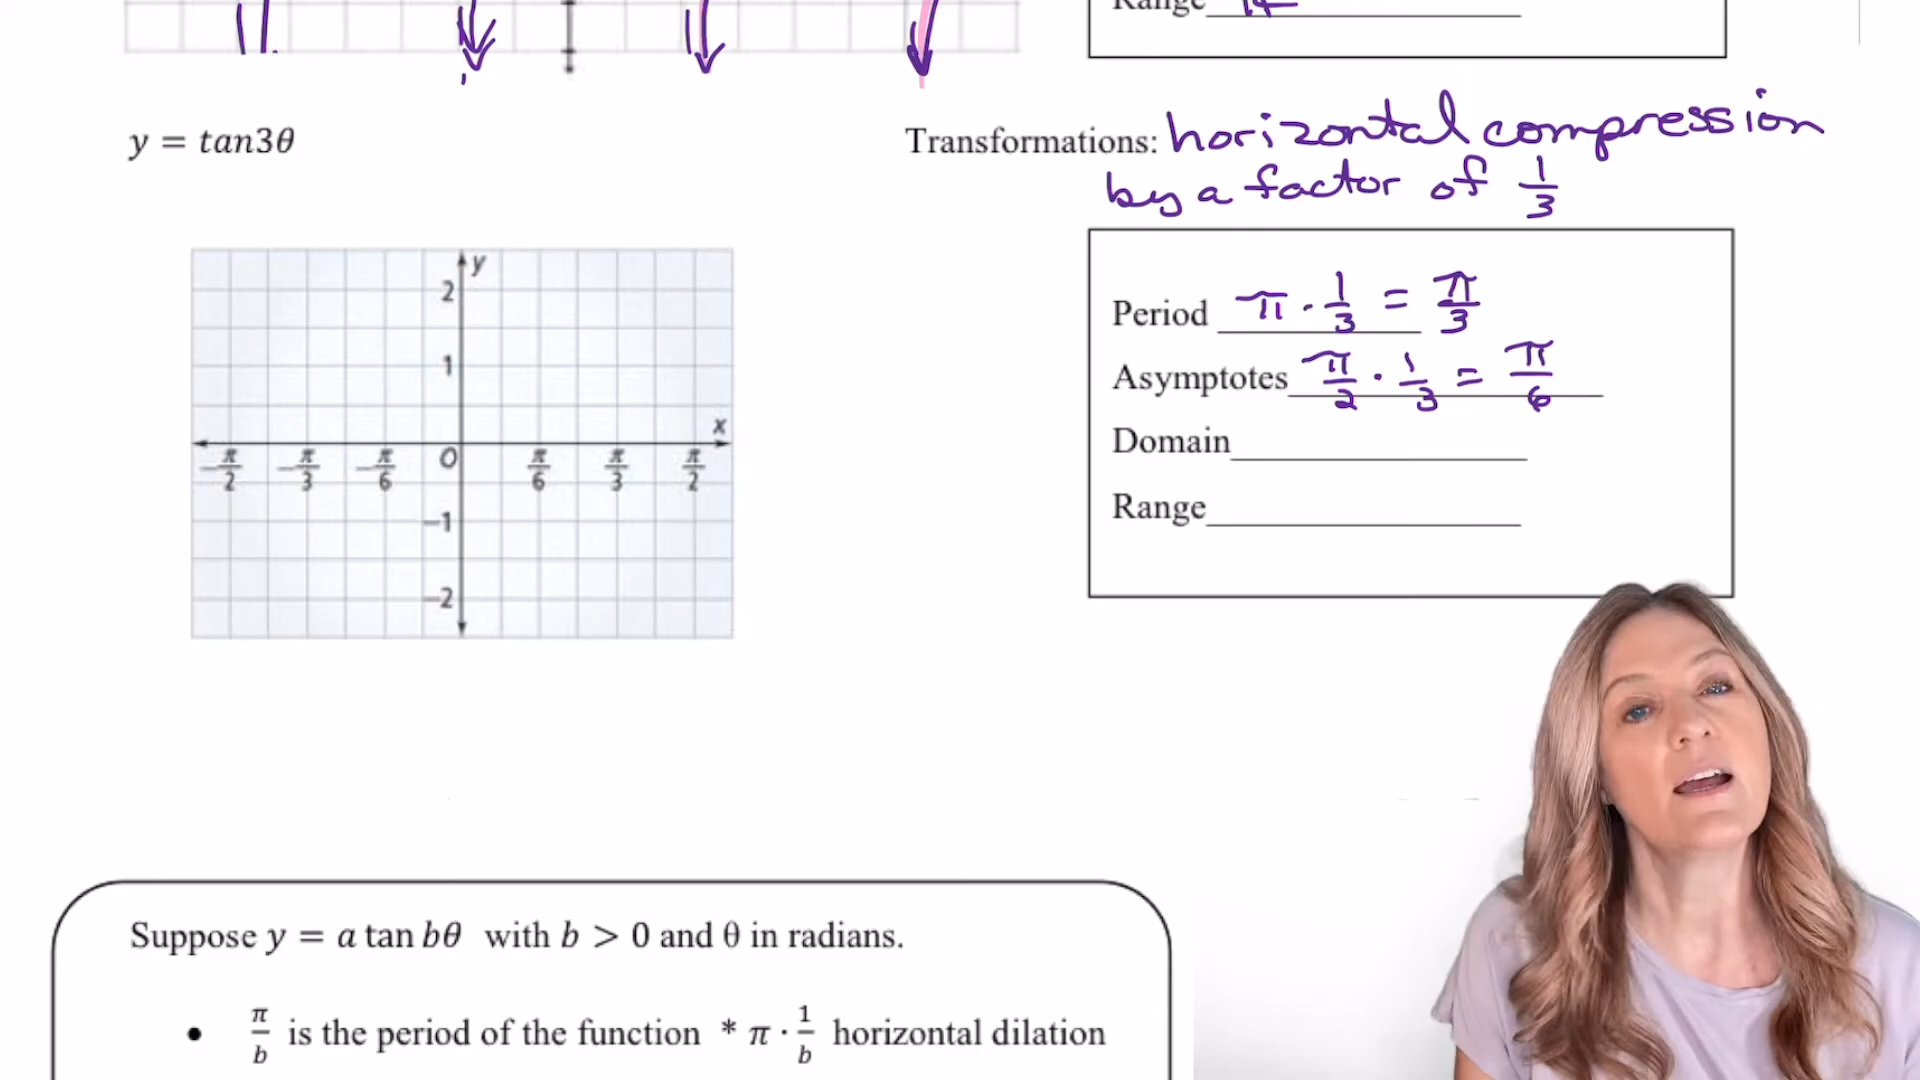 Range
y = tan3θ
Transformations: horizontal compression
by a factor of 1/3
y
2
1
x
-π/2 -π/3 -π/6 O π/6 π/3 π/2
-1
-2
Period π · 1/3 = π/3
Asymptotes π/2 · 1/3 = π/6
Domain
Range
Suppose y = a tan bθ with b > 0 and θ in radians.
• π/b is the period of the function * π · 1/b horizontal dilation